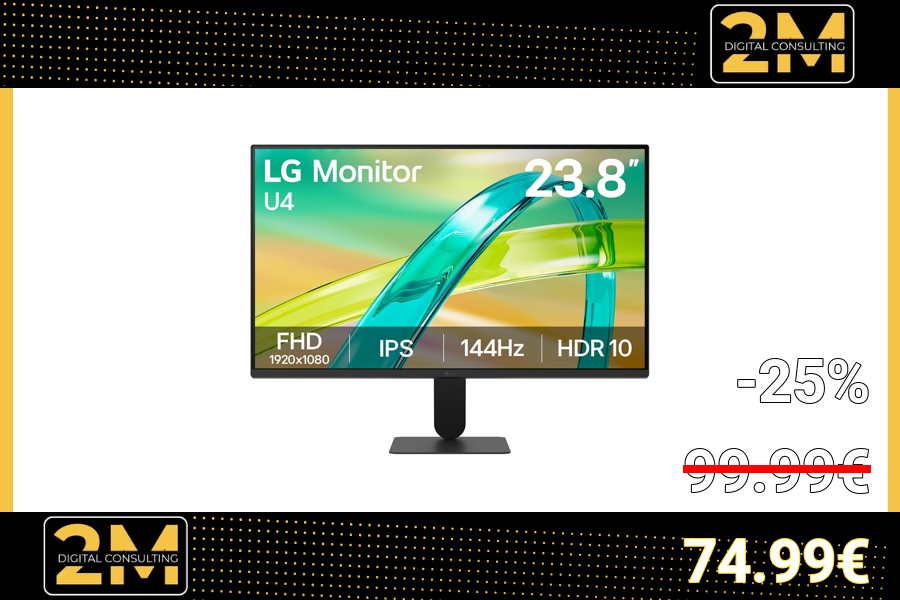 2M
DIGITAL CONSULTING
LG Monitor
U4
23.8”
FHD
1920x1080
IPS
144Hz
HDR 10
-25%
99.99€
2M
DIGITAL CONSULTING
74.99€